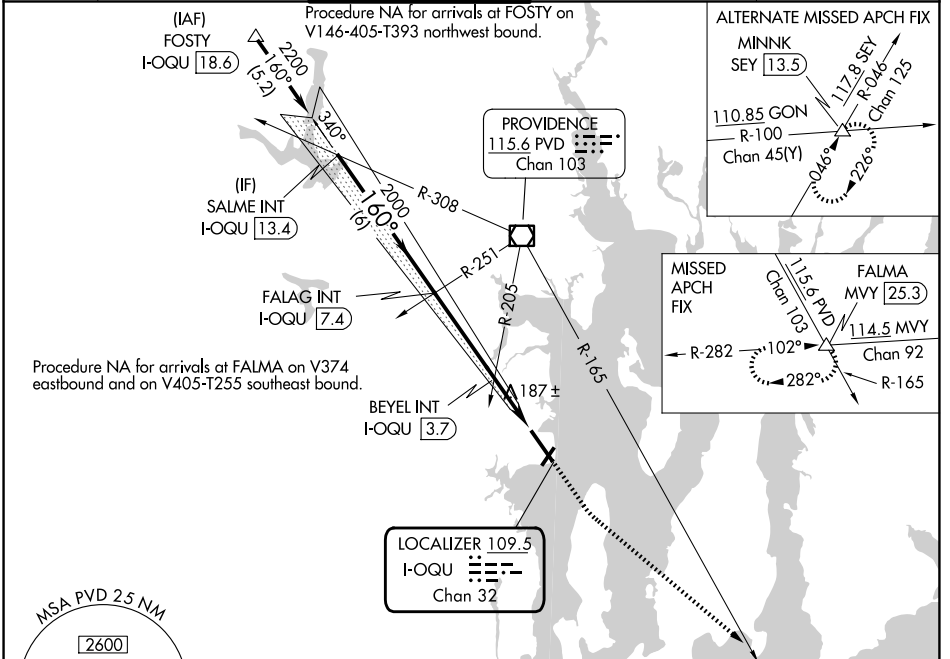 Procedure NA for arrivals at FOSTY on
V146-405-T393 northwest bound.
(IAF)
FOSTY
I-OQU 18.6
2200
160°
(5.2)
340°
(IF)
SALME INT
I-OQU 13.4
2000
160°
(6)
R-308
PROVIDENCE
115.6 PVD
Chan 103
R-251
R-205
R-165
FALAG INT
I-OQU 7.4
Procedure NA for arrivals at FALMA on V374
eastbound and on V405-T255 southeast bound.
BEYEL INT
I-OQU 3.7
187 ±
LOCALIZER 109.5
I-OQU
Chan 32
MSA PVD 25 NM
2600
ALTERNATE MISSED APCH FIX
MINNK
SEY 13.5
117.8 SEY
R-046
Chan 125
110.85 GON
R-100
Chan 45(Y)
046°
226°
MISSED
APCH
FIX
115.6 PVD
Chan 103
FALMA
MVY 25.3
114.5 MVY
Chan 92
R-282
102°
282°
R-165